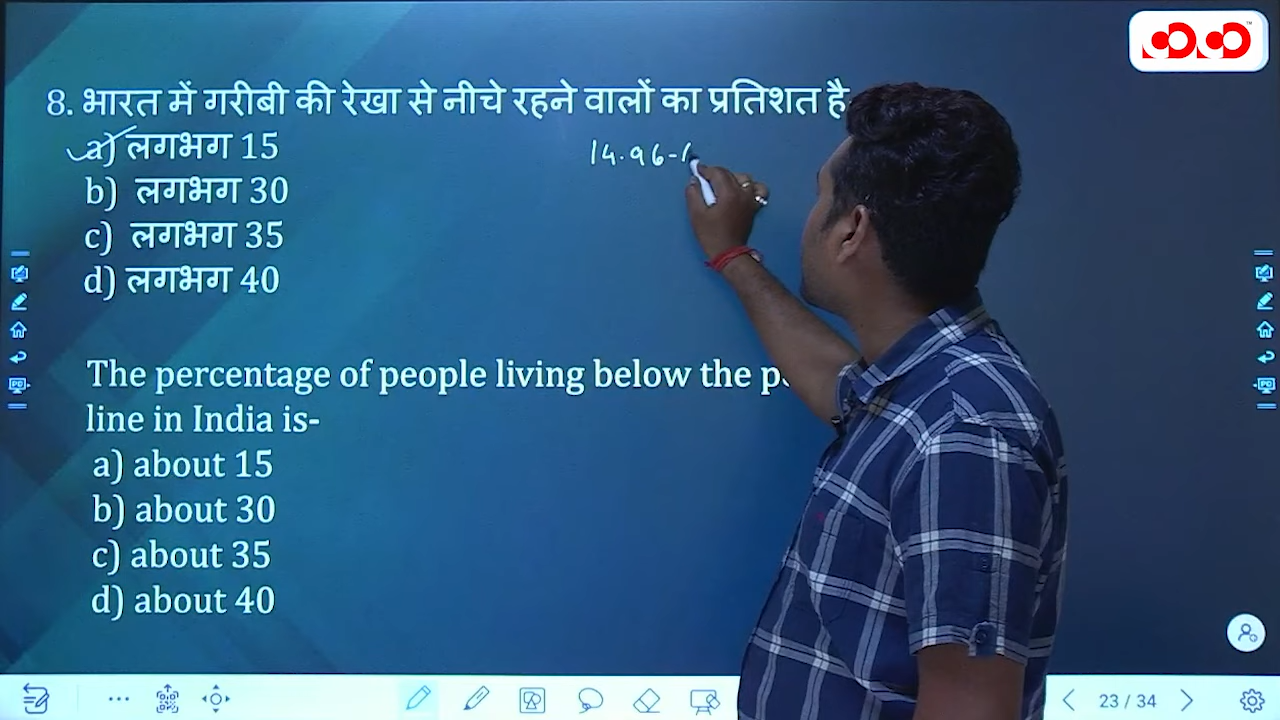 8. भारत में गरीबी की रेखा से नीचे रहने वालों का प्रतिशत है-
a) लगभग 15
14.96-
b) लगभग 30
c) लगभग 35
d) लगभग 40
The percentage of people living below the
line in India is-
a) about 15
b) about 30
c) about 35
d) about 40
23 / 34